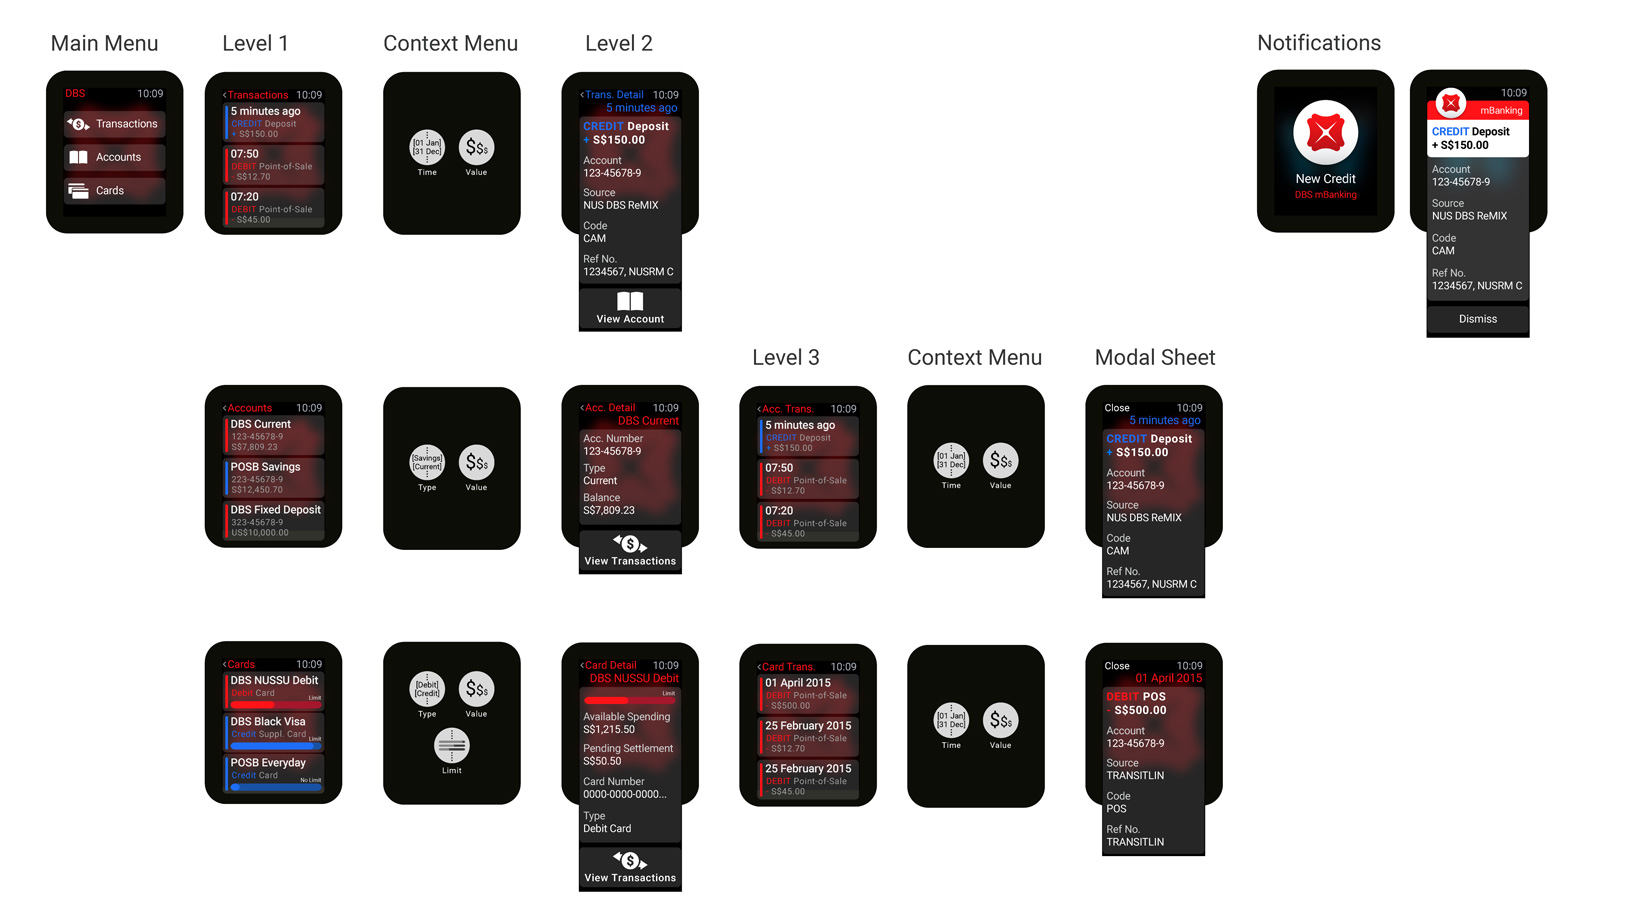 Main Menu
Level 1
Context Menu
Level 2
Notifications
DBS 10:09
Transactions
Accounts
Cards
‹Transactions 10:09
5 minutes ago
CREDIT Deposit
+ S$150.00
07:50
DEBIT Point-of-Sale
- S$12.70
07:20
DEBIT Point-of-Sale
- S$45.00
[01 Jan]
[31 Dec]
Time
$$$
Value
‹Trans. Detail 10:09
5 minutes ago
CREDIT Deposit
+ S$150.00
Account
123-45678-9
Source
NUS DBS ReMIX
Code
CAM
Ref No.
1234567, NUSRM C
View Account
New Credit
DBS mBanking
10:09
mBanking
CREDIT Deposit
+ S$150.00
Account
123-45678-9
Source
NUS DBS ReMIX
Code
CAM
Ref No.
1234567, NUSRM C
Dismiss
Level 3
Context Menu
Modal Sheet
‹Accounts 10:09
DBS Current
123-45678-9
S$7,809.23
POSB Savings
223-45678-9
S$12,450.70
DBS Fixed Deposit
323-45678-9
US$10,000.00
[Savings]
[Current]
Type
$$$
Value
‹Acc. Detail 10:09
DBS Current
Acc. Number
123-45678-9
Type
Current
Balance
S$7,809.23
$
View Transactions
‹Acc. Trans. 10:09
5 minutes ago
CREDIT Deposit
+ S$150.00
07:50
DEBIT Point-of-Sale
- S$12.70
07:20
DEBIT Point-of-Sale
- S$45.00
[01 Jan]
[31 Dec]
Time
$$$
Value
Close 10:09
5 minutes ago
CREDIT Deposit
+ S$150.00
Account
123-45678-9
Source
NUS DBS ReMIX
Code
CAM
Ref No.
1234567, NUSRM C
‹Cards 10:09
DBS NUSSU Debit
Debit Card
Limit
DBS Black Visa
Credit Suppl. Card
Limit
POSB Everyday
Credit Card
No Limit
[Debit]
[Credit]
Type
$$$
Value
Limit
‹Card Detail 10:09
DBS NUSSU Debit
Limit
Available Spending
S$1,215.50
Pending Settlement
S$50.50
Card Number
0000-0000-0000...
Type
Debit Card
$
View Transactions
‹Card Trans. 10:09
01 April 2015
DEBIT Point-of-Sale
- S$500.00
25 February 2015
DEBIT Point-of-Sale
- S$12.70
25 February 2015
DEBIT Point-of-Sale
- S$45.00
[01 Jan]
[31 Dec]
Time
$$$
Value
Close 10:09
01 April 2015
DEBIT POS
- S$500.00
Account
123-45678-9
Source
TRANSITLIN
Code
POS
Ref No.
TRANSITLIN